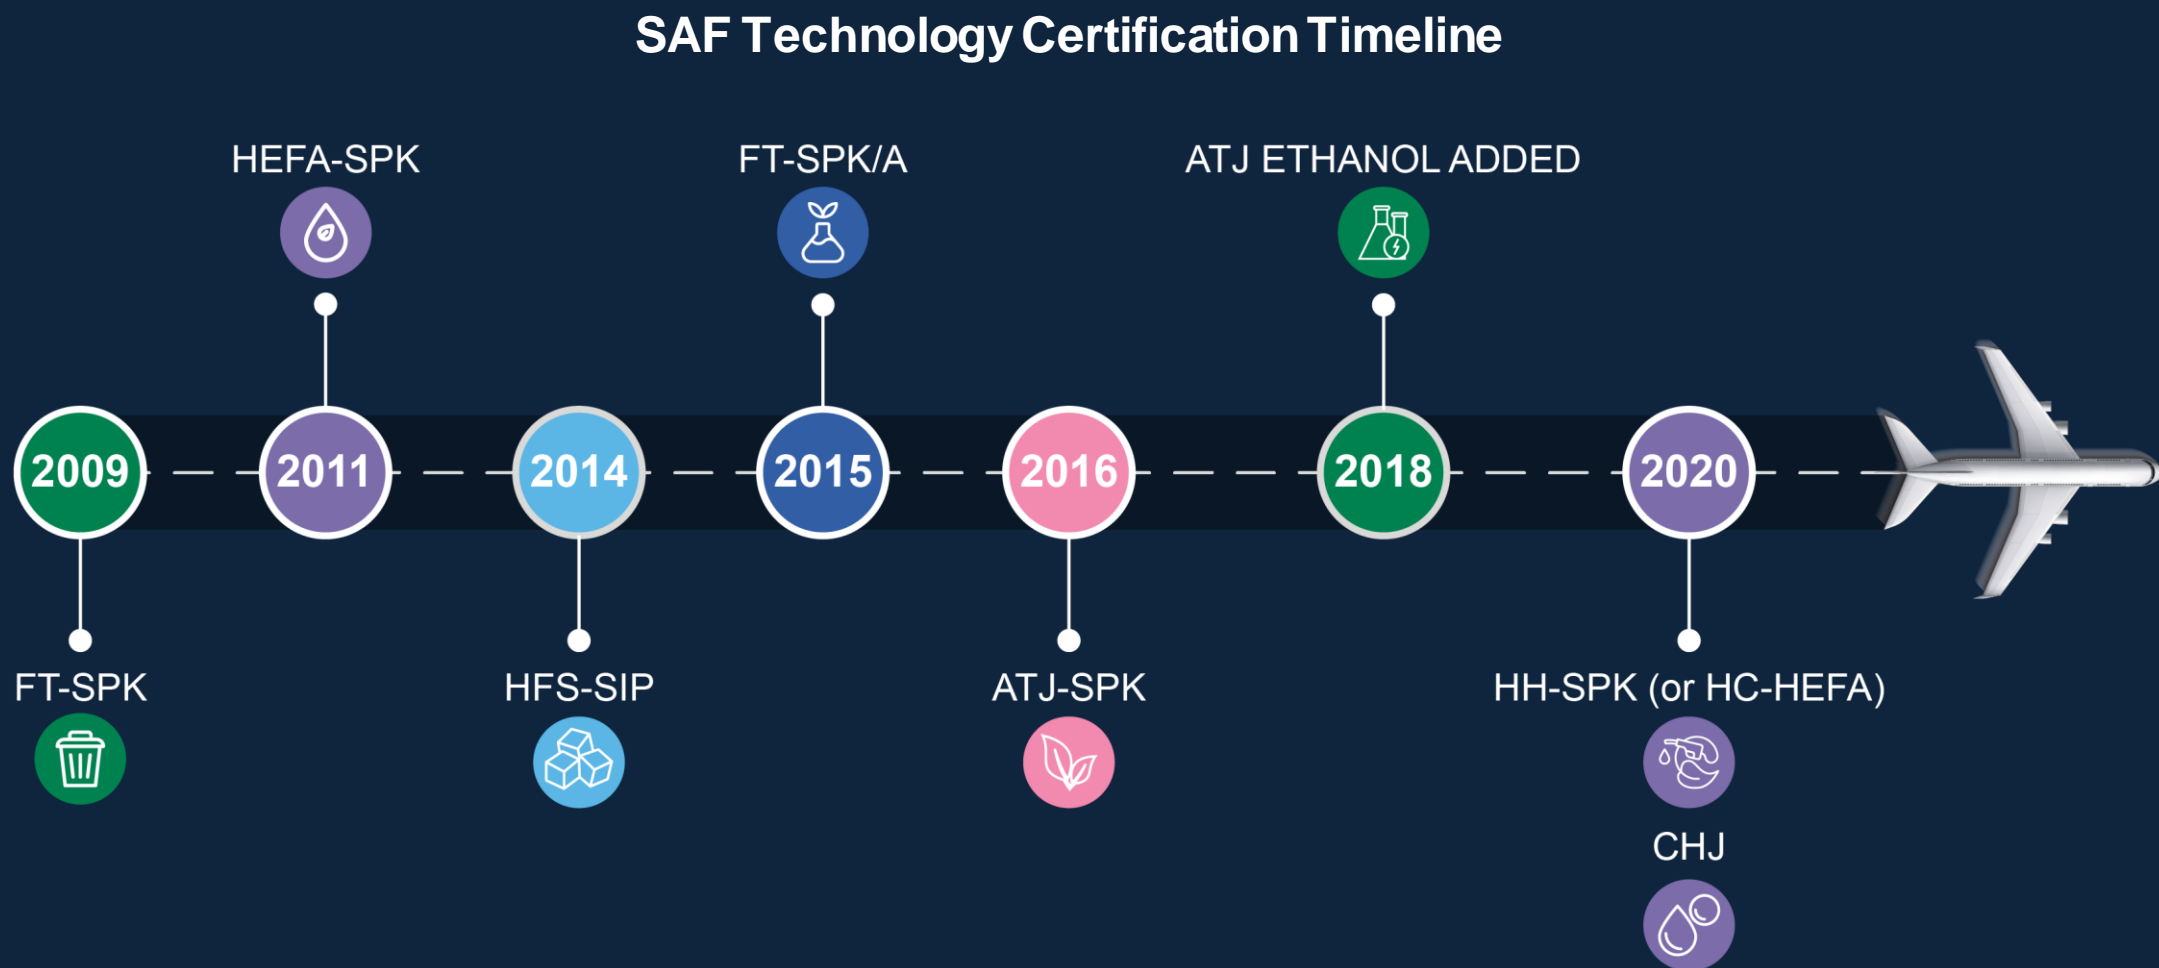 SAF Technology Certification Timeline
HEFA-SPK
FT-SPK/A
ATJ ETHANOL ADDED
2009
2011
2014
2015
2016
2018
2020
FT-SPK
HFS-SIP
ATJ-SPK
HH-SPK (or HC-HEFA)
CHJ